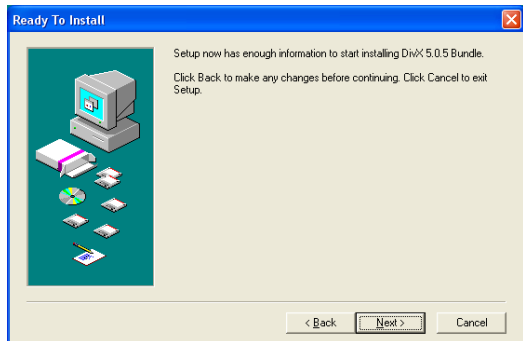 Ready To Install
Setup now has enough information to start installing DivX 5.0.5 Bundle.
Click Back to make any changes before continuing. Click Cancel to exit
Setup.
< Back
Next >
Cancel